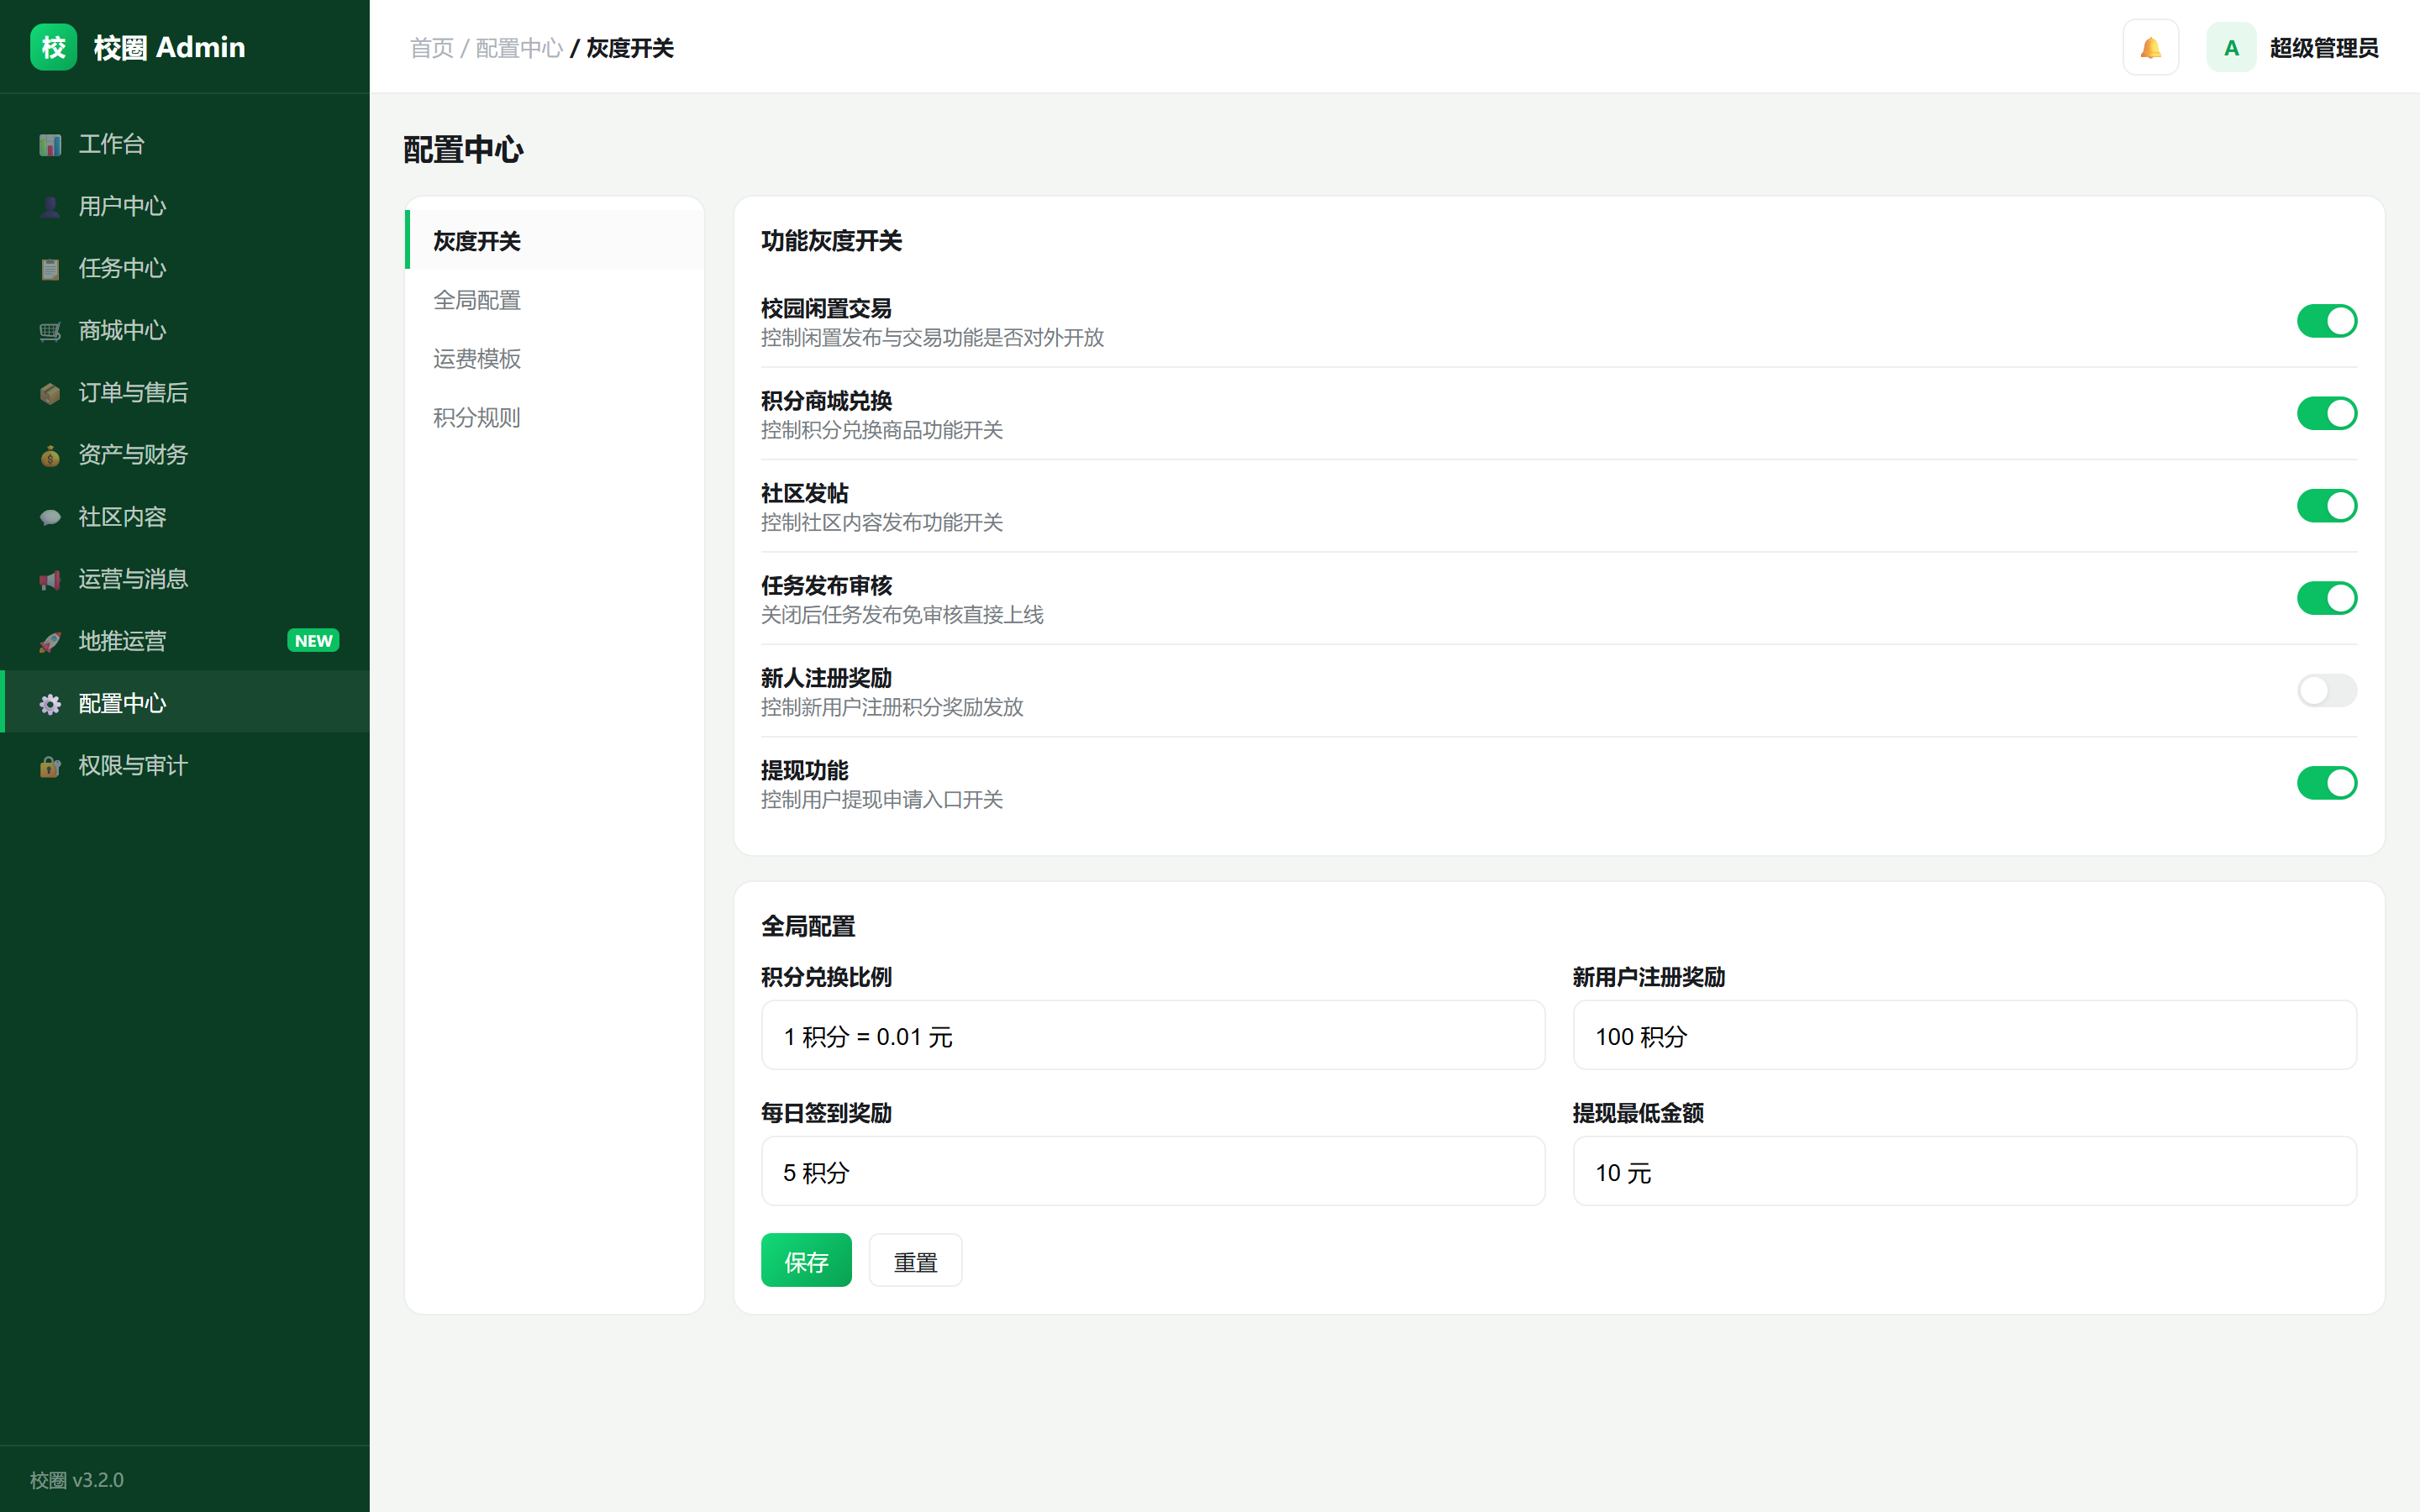 校 校圈 Admin
首页 / 配置中心 / 灰度开关
A 超级管理员
工作台
用户中心
任务中心
商城中心
订单与售后
资产与财务
社区内容
运营与消息
地推运营 NEW
配置中心
权限与审计
校圈 v3.2.0
配置中心
灰度开关
全局配置
运费模板
积分规则
功能灰度开关
校园闲置交易
控制闲置发布与交易功能是否对外开放
积分商城兑换
控制积分兑换商品功能开关
社区发帖
控制社区内容发布功能开关
任务发布审核
关闭后任务发布免审核直接上线
新人注册奖励
控制新用户注册积分奖励发放
提现功能
控制用户提现申请入口开关
全局配置
积分兑换比例
1 积分 = 0.01 元
新用户注册奖励
100 积分
每日签到奖励
5 积分
提现最低金额
10 元
保存 重置